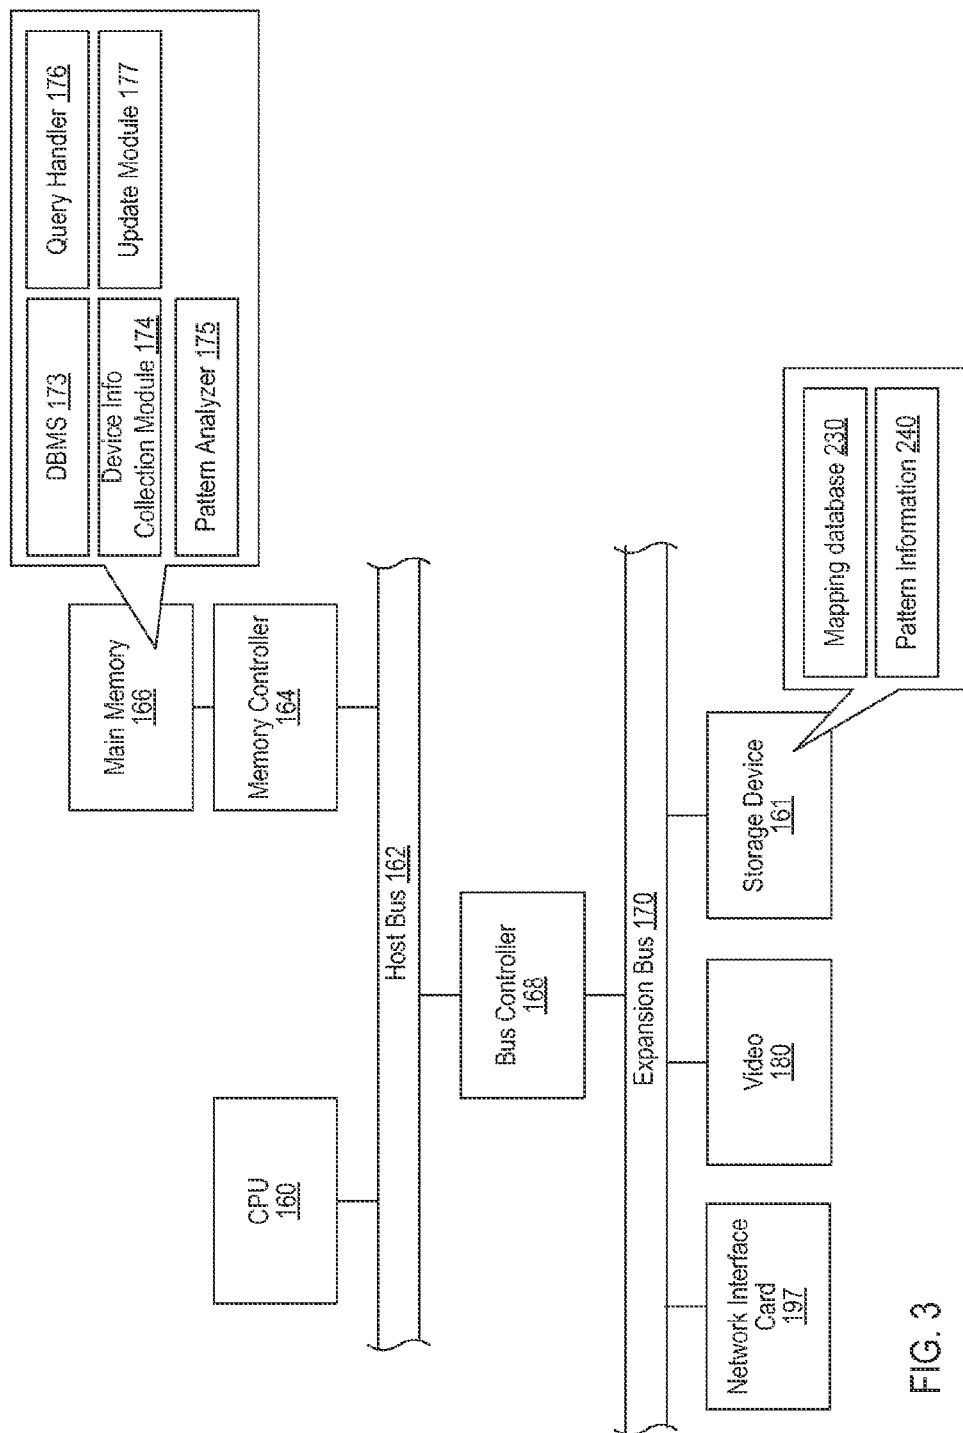 DBMS 173
Query Handler 176
Device Info
Collection Module 174
Update Module 177
Pattern Analyzer 175
Main Memory
166
CPU
160
Memory Controller
164
Host Bus 162
Bus Controller
168
Expansion Bus 170
Network Interface
Card
197
Video
180
Storage Device
161
Mapping database 230
Pattern Information 240
FIG. 3